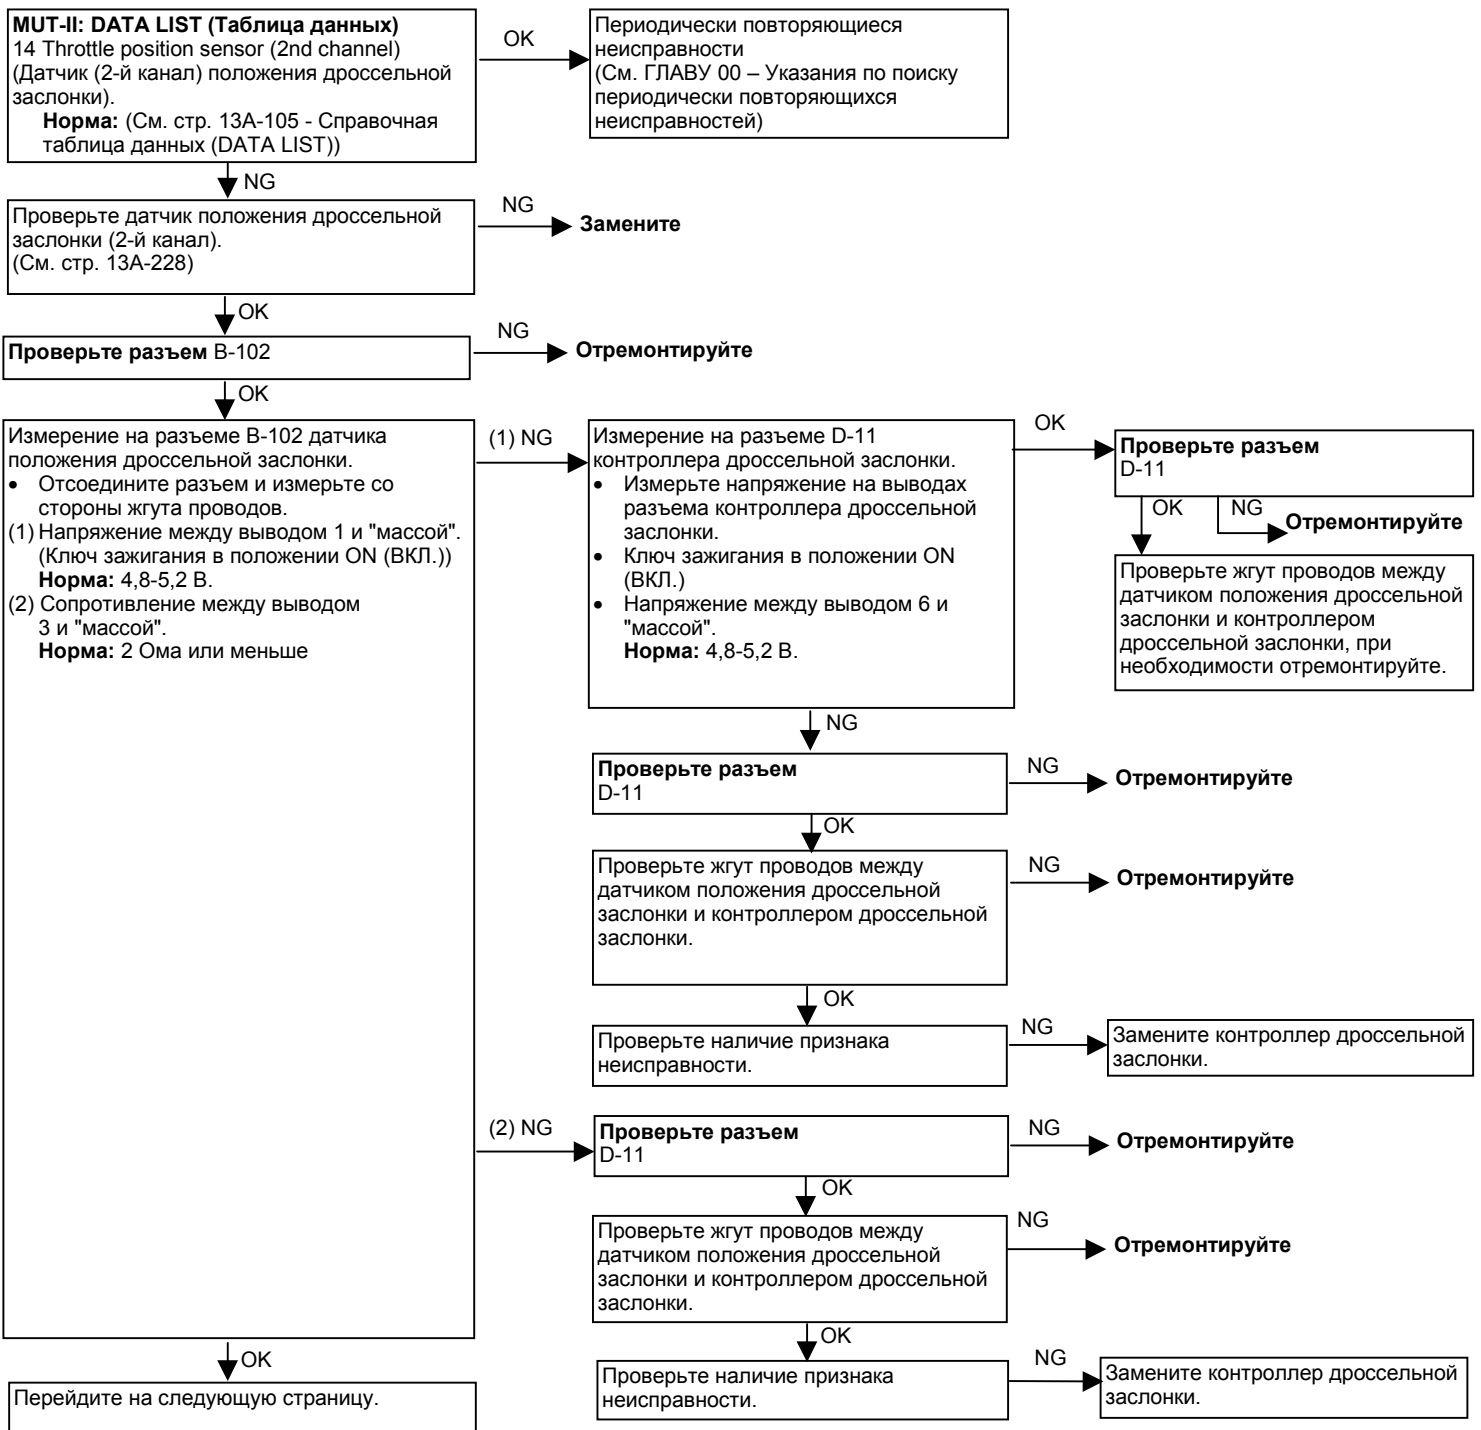 MUT-II: DATA LIST (Таблица данных)
14 Throttle position sensor (2nd channel)
(Датчик (2-й канал) положения дроссельной
заслонки).
Норма: (См. стр. 13A-105 - Справочная
таблица данных (DATA LIST))
OK
Периодически повторяющиеся
неисправности
(См. ГЛАВУ 00 – Указания по поиску
периодически повторяющихся
неисправностей)
NG
Проверьте датчик положения дроссельной
заслонки (2-й канал).
(См. стр. 13A-228)
NG
Замените
OK
Проверьте разъем B-102
NG
Отремонтируйте
OK
Измерение на разъеме B-102 датчика
положения дроссельной заслонки.
• Отсоедините разъем и измерьте со
стороны жгута проводов.
(1) Напряжение между выводом 1 и "массой".
(Ключ зажигания в положении ON (ВКЛ.))
Норма: 4,8-5,2 В.
(2) Сопротивление между выводом
3 и "массой".
Норма: 2 Ома или меньше
(1) NG
Измерение на разъеме D-11
контроллера дроссельной заслонки.
• Измерьте напряжение на выводах
разъема контроллера дроссельной
заслонки.
• Ключ зажигания в положении ON
(ВКЛ.)
• Напряжение между выводом 6 и
"массой".
Норма: 4,8-5,2 В.
OK
Проверьте разъем
D-11
OK
NG
Отремонтируйте
Проверьте жгут проводов между
датчиком положения дроссельной
заслонки и контроллером
дроссельной заслонки, при
необходимости отремонтируйте.
NG
Проверьте разъем
D-11
NG
Отремонтируйте
OK
Проверьте жгут проводов между
датчиком положения дроссельной
заслонки и контроллером дроссельной
заслонки.
NG
Отремонтируйте
OK
Проверьте наличие признака
неисправности.
NG
Замените контроллер дроссельной
заслонки.
(2) NG
Проверьте разъем
D-11
NG
Отремонтируйте
OK
Проверьте жгут проводов между
датчиком положения дроссельной
заслонки и контроллером дроссельной
заслонки.
NG
Отремонтируйте
OK
Проверьте наличие признака
неисправности.
NG
Замените контроллер дроссельной
заслонки.
OK
Перейдите на следующую страницу.